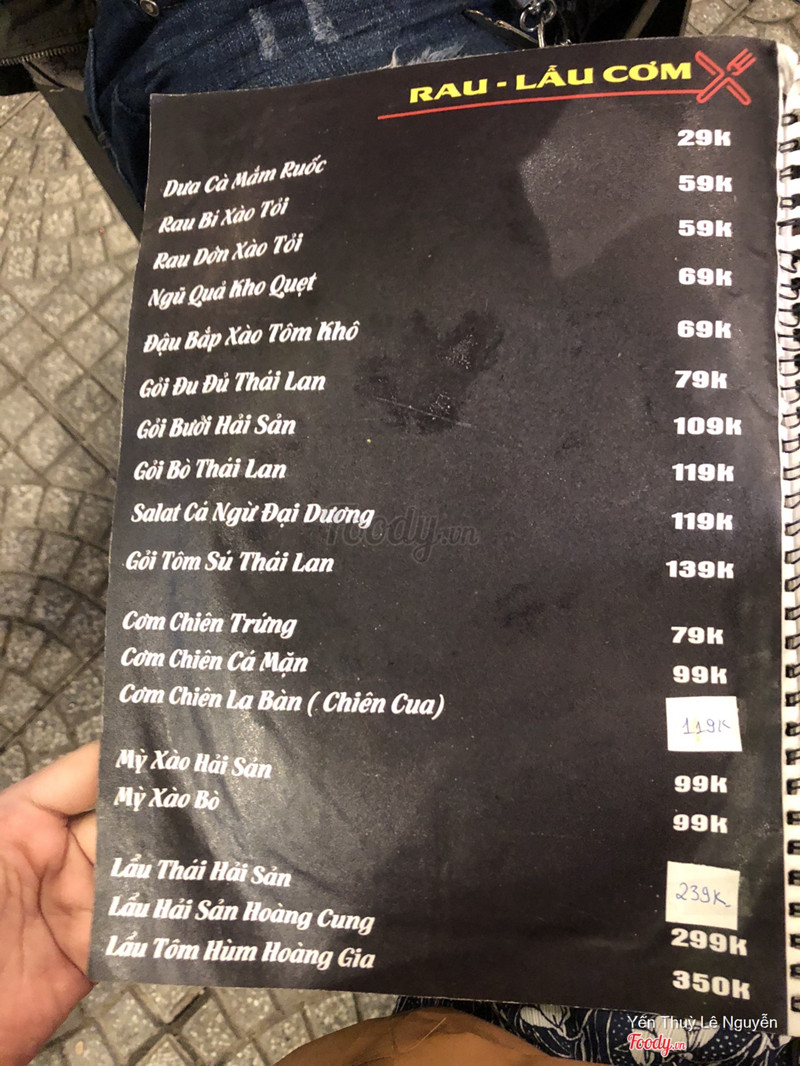 RAU - LẨU CƠM
Dưa Cà Mắm Ruốc 29K
Rau Bí Xào Tỏi 59K
Rau Dớn Xào Tỏi 59K
Ngũ Quả Kho Quẹt 69K
Đậu Bắp Xào Tôm Khô 69K
Gỏi Đu Đủ Thái Lan 79K
Gỏi Bưởi Hải Sản 109K
Gỏi Bò Thái Lan 119K
Salat Cá Ngừ Đại Dương 119K
Gỏi Tôm Sú Thái Lan 139K
Cơm Chiên Trứng 79K
Cơm Chiên Cá Mặn 99K
Cơm Chiên La Bàn ( Chiên Cua) 119K
Mỳ Xào Hải Sản 99K
Mỳ Xào Bò 99K
Lẩu Thái Hải Sản 239K
Lẩu Hải Sản Hoàng Cung 299K
Lẩu Tôm Hùm Hoàng Gia 350K
Foody.vn
Yến Thuỳ Lê Nguyễn
Foody.vn